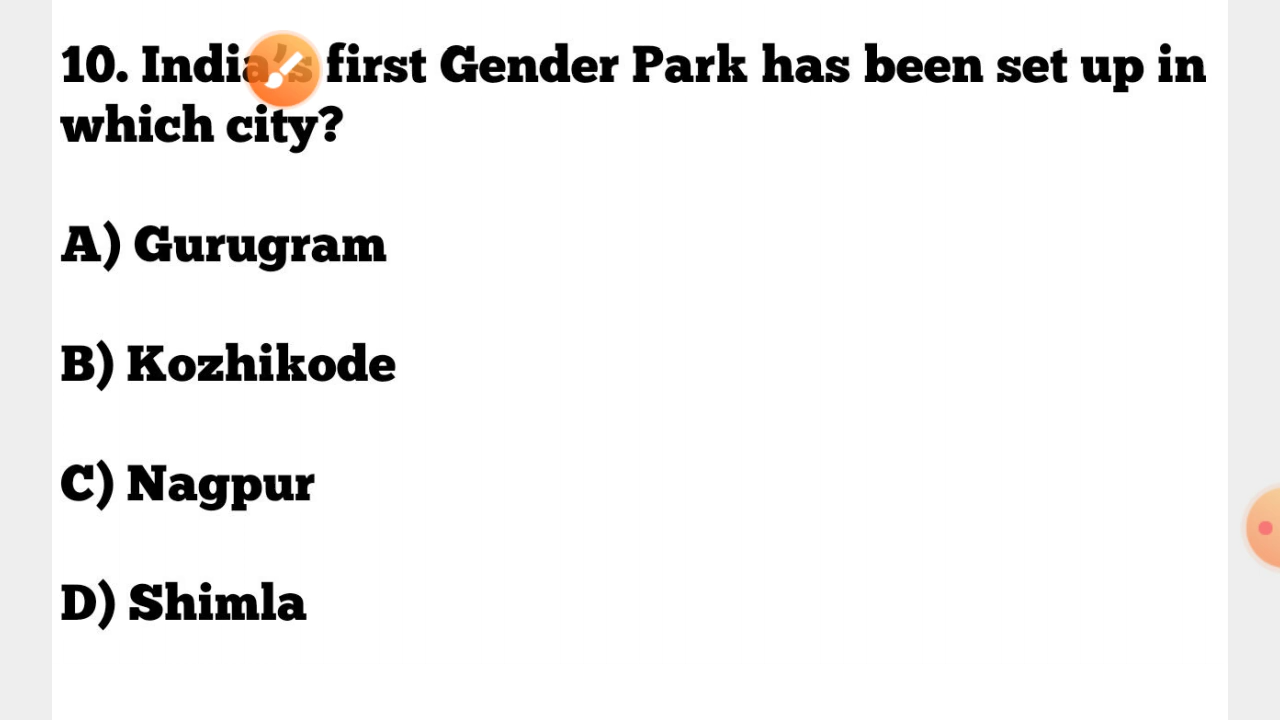 10. India's first Gender Park has been set up in
which city?
A) Gurugram
B) Kozhikode
C) Nagpur
D) Shimla